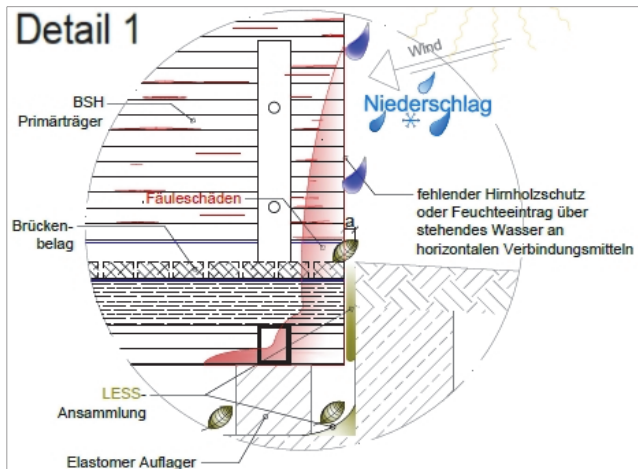 Detail 1
Wind
Niederschlag
BSH
Primärträger
Fäuleschäden
a
fehlender Hirnholzschutz
oder Feuchteeintrag über
stehendes Wasser an
horizontalen Verbindungsmitteln
Brücken-
belag
LESS-
Ansammlung
Elastomer Auflager